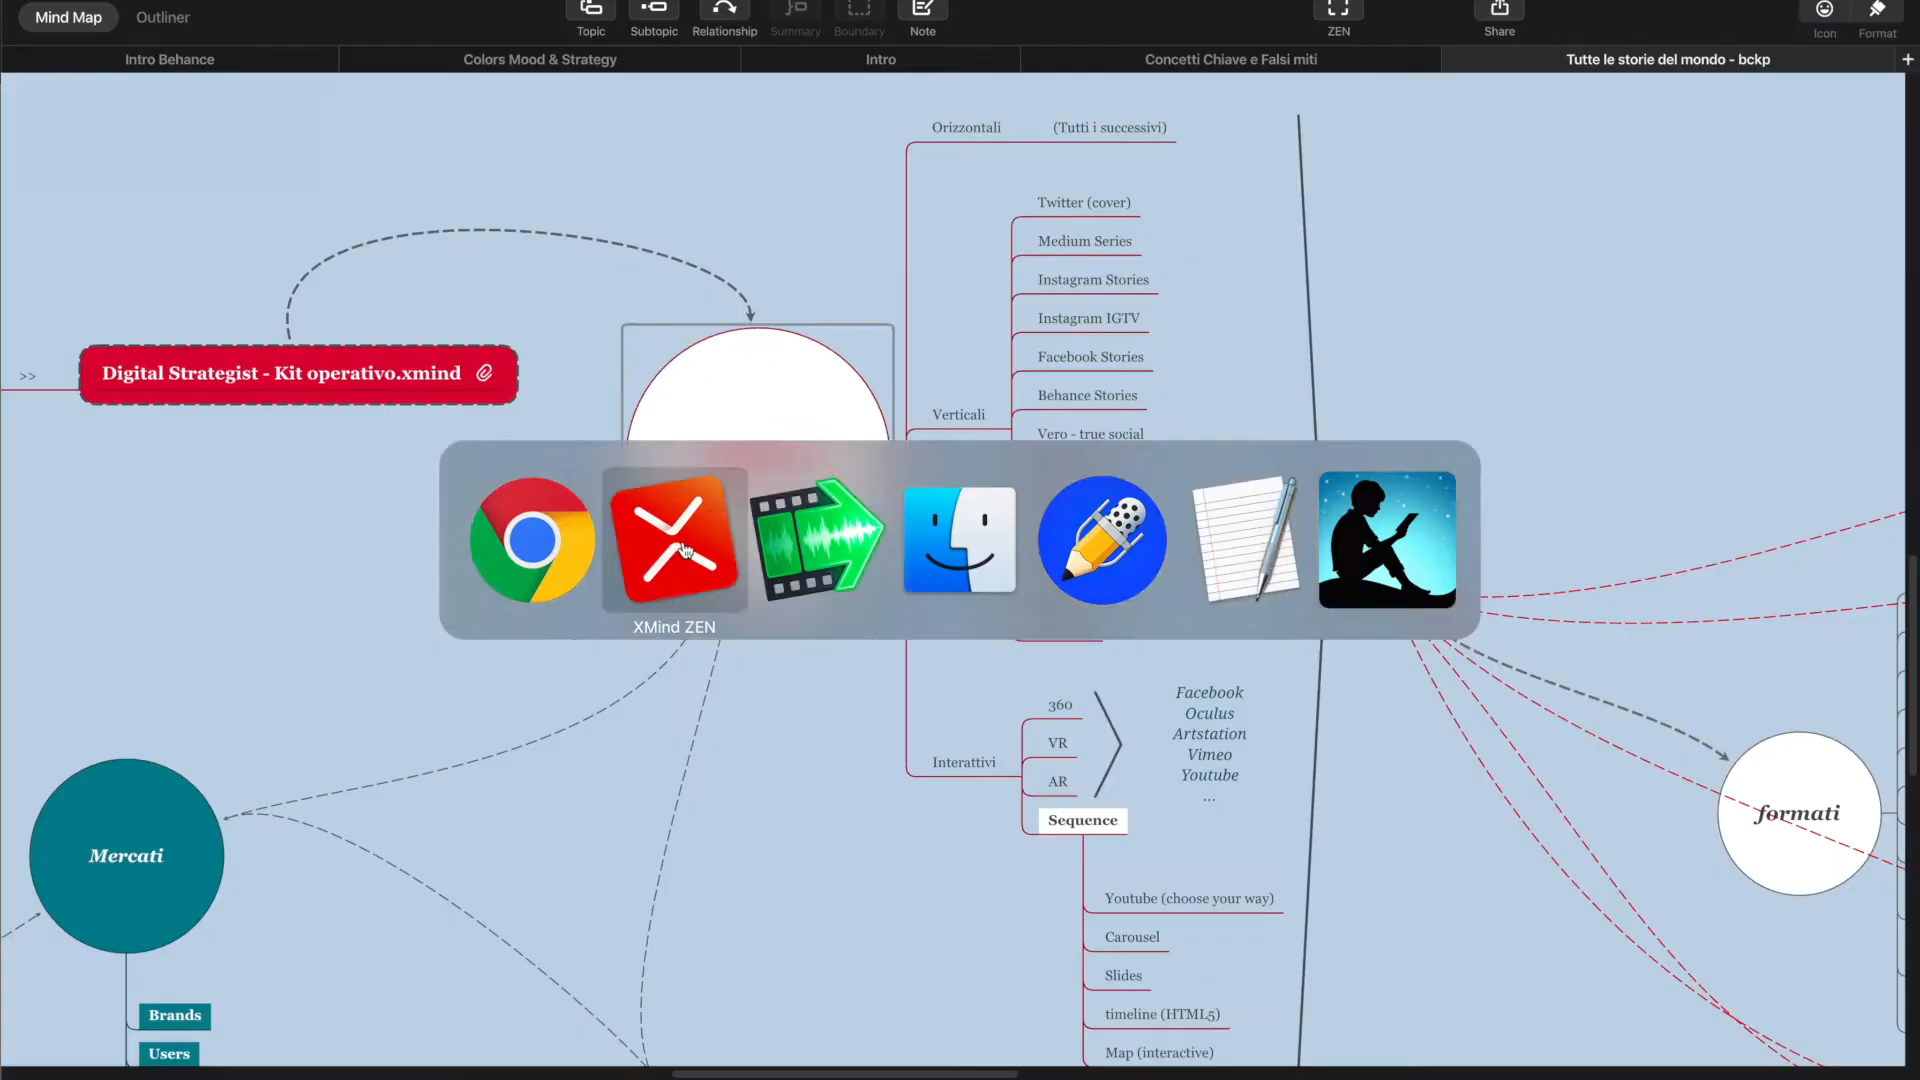 Mind Map
Outliner
Topic
Subtopic
Relationship
Summary
Boundary
Note
ZEN
Share
Icon
Format
Intro Behance
Colors Mood & Strategy
Intro
Concetti Chiave e Falsi miti
Tutte le storie del mondo - bckp
+
Orizzontali
(Tutti i successivi)
Twitter (cover)
Medium Series
Instagram Stories
Instagram IGTV
Facebook Stories
Behance Stories
Verticali
Vero - true social
>>
Digital Strategist - Kit operativo.xmind
XMind ZEN
360
VR
AR
Interattivi
Sequence
Facebook
Oculus
Artstation
Vimeo
Youtube
...
Youtube (choose your way)
Carousel
Slides
timeline (HTML5)
Map (interactive)
Mercati
Brands
Users
formati